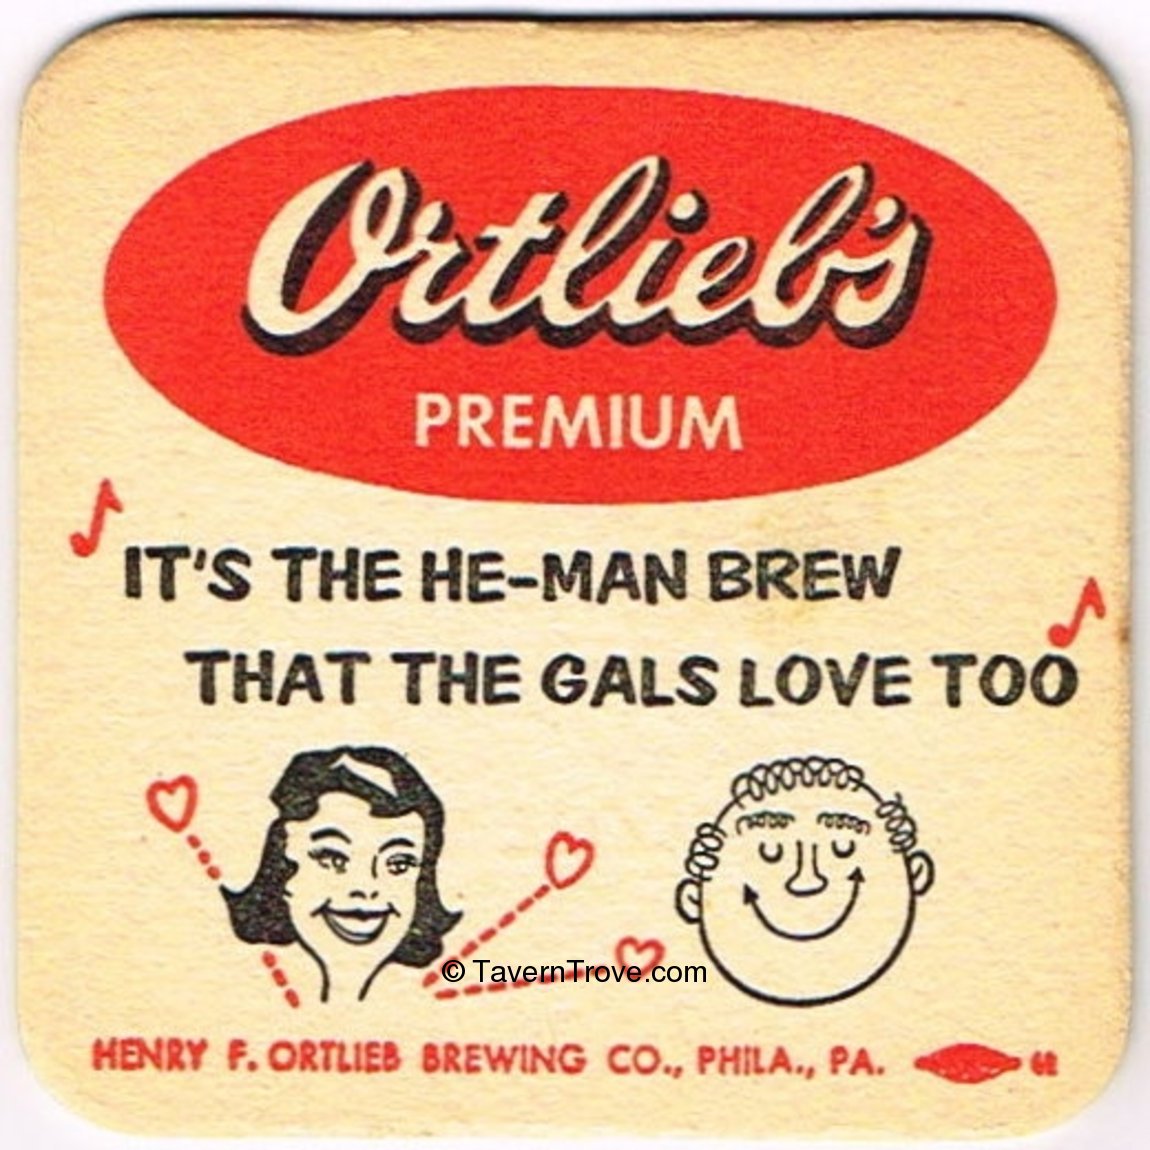 Ortlieb's
PREMIUM
IT'S THE HE-MAN BREW
THAT THE GALS LOVE TOO
© TavernTrove.com
HENRY F. ORTLIEB BREWING CO., PHILA., PA.